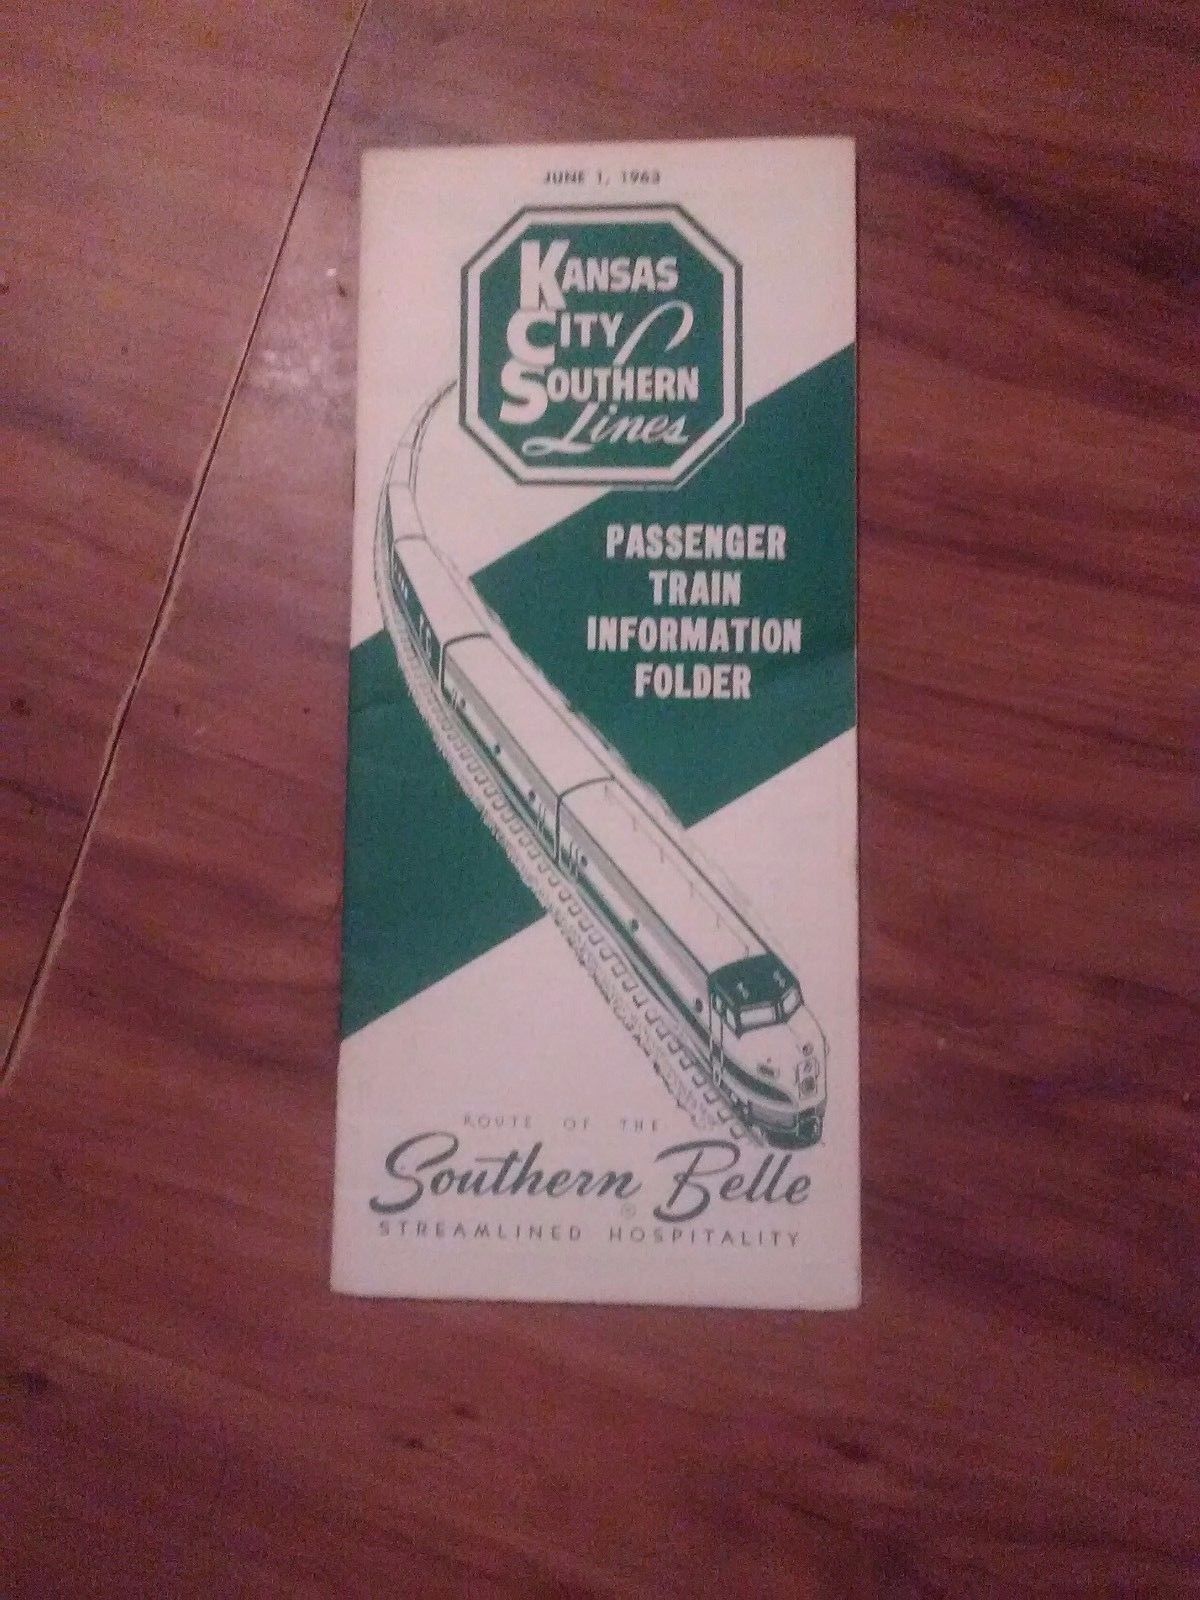 JUNE 1, 1963
KANSAS
CITY
SOUTHERN
Lines
PASSENGER
TRAIN
INFORMATION
FOLDER
ROUTE OF THE
Southern Belle
®
STREAMLINED HOSPITALITY